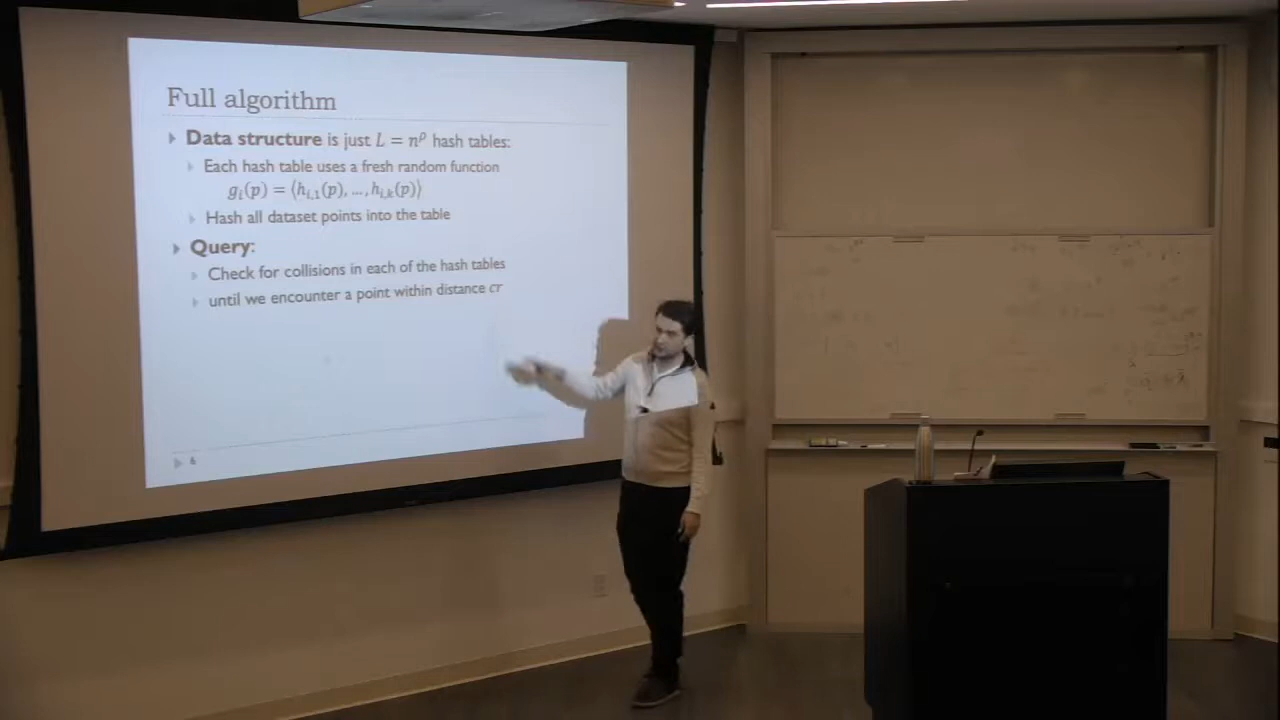 Full algorithm
Data structure is just L = n^ρ hash tables:
Each hash table uses a fresh random function
g_i(p) = ⟨h_{i,1}(p), …, h_{i,k}(p)⟩
Hash all dataset points into the table
Query:
Check for collisions in each of the hash tables
until we encounter a point within distance cr
6